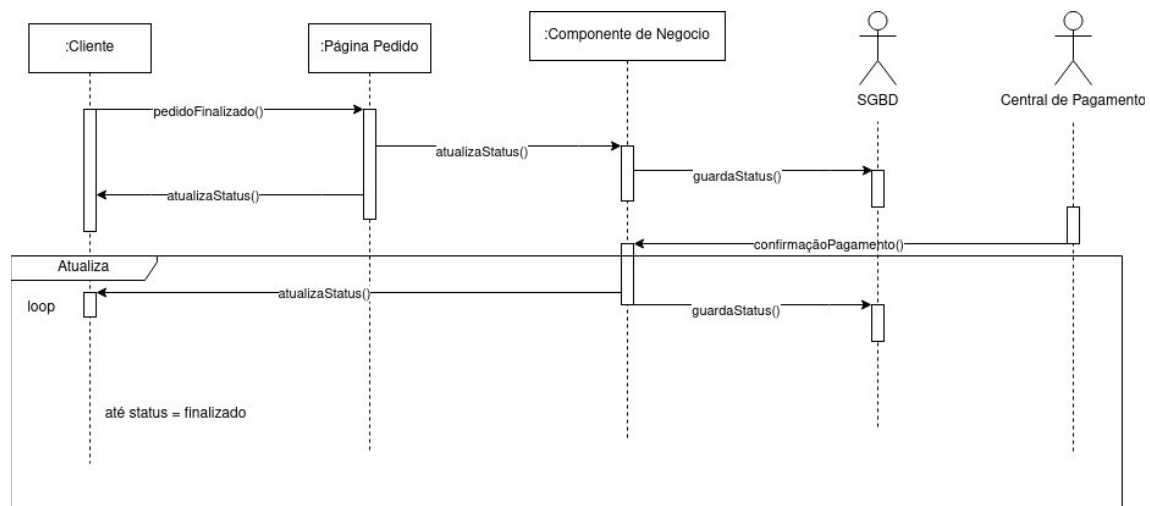 :Cliente
:Página Pedido
:Componente de Negocio
SGBD
Central de Pagamento
pedidoFinalizado()
atualizaStatus()
guardaStatus()
atualizaStatus()
confirmaçãoPagamento()
Atualiza
atualizaStatus()
loop
guardaStatus()
até status = finalizado